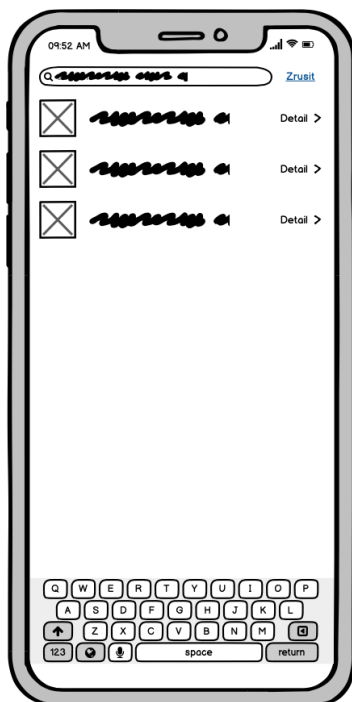 09:52 AM
Zrusit
Detail >
Detail >
Detail >
Q W E R T Y U I O P
A S D F G H J K L
Z X C V B N M
123 space return